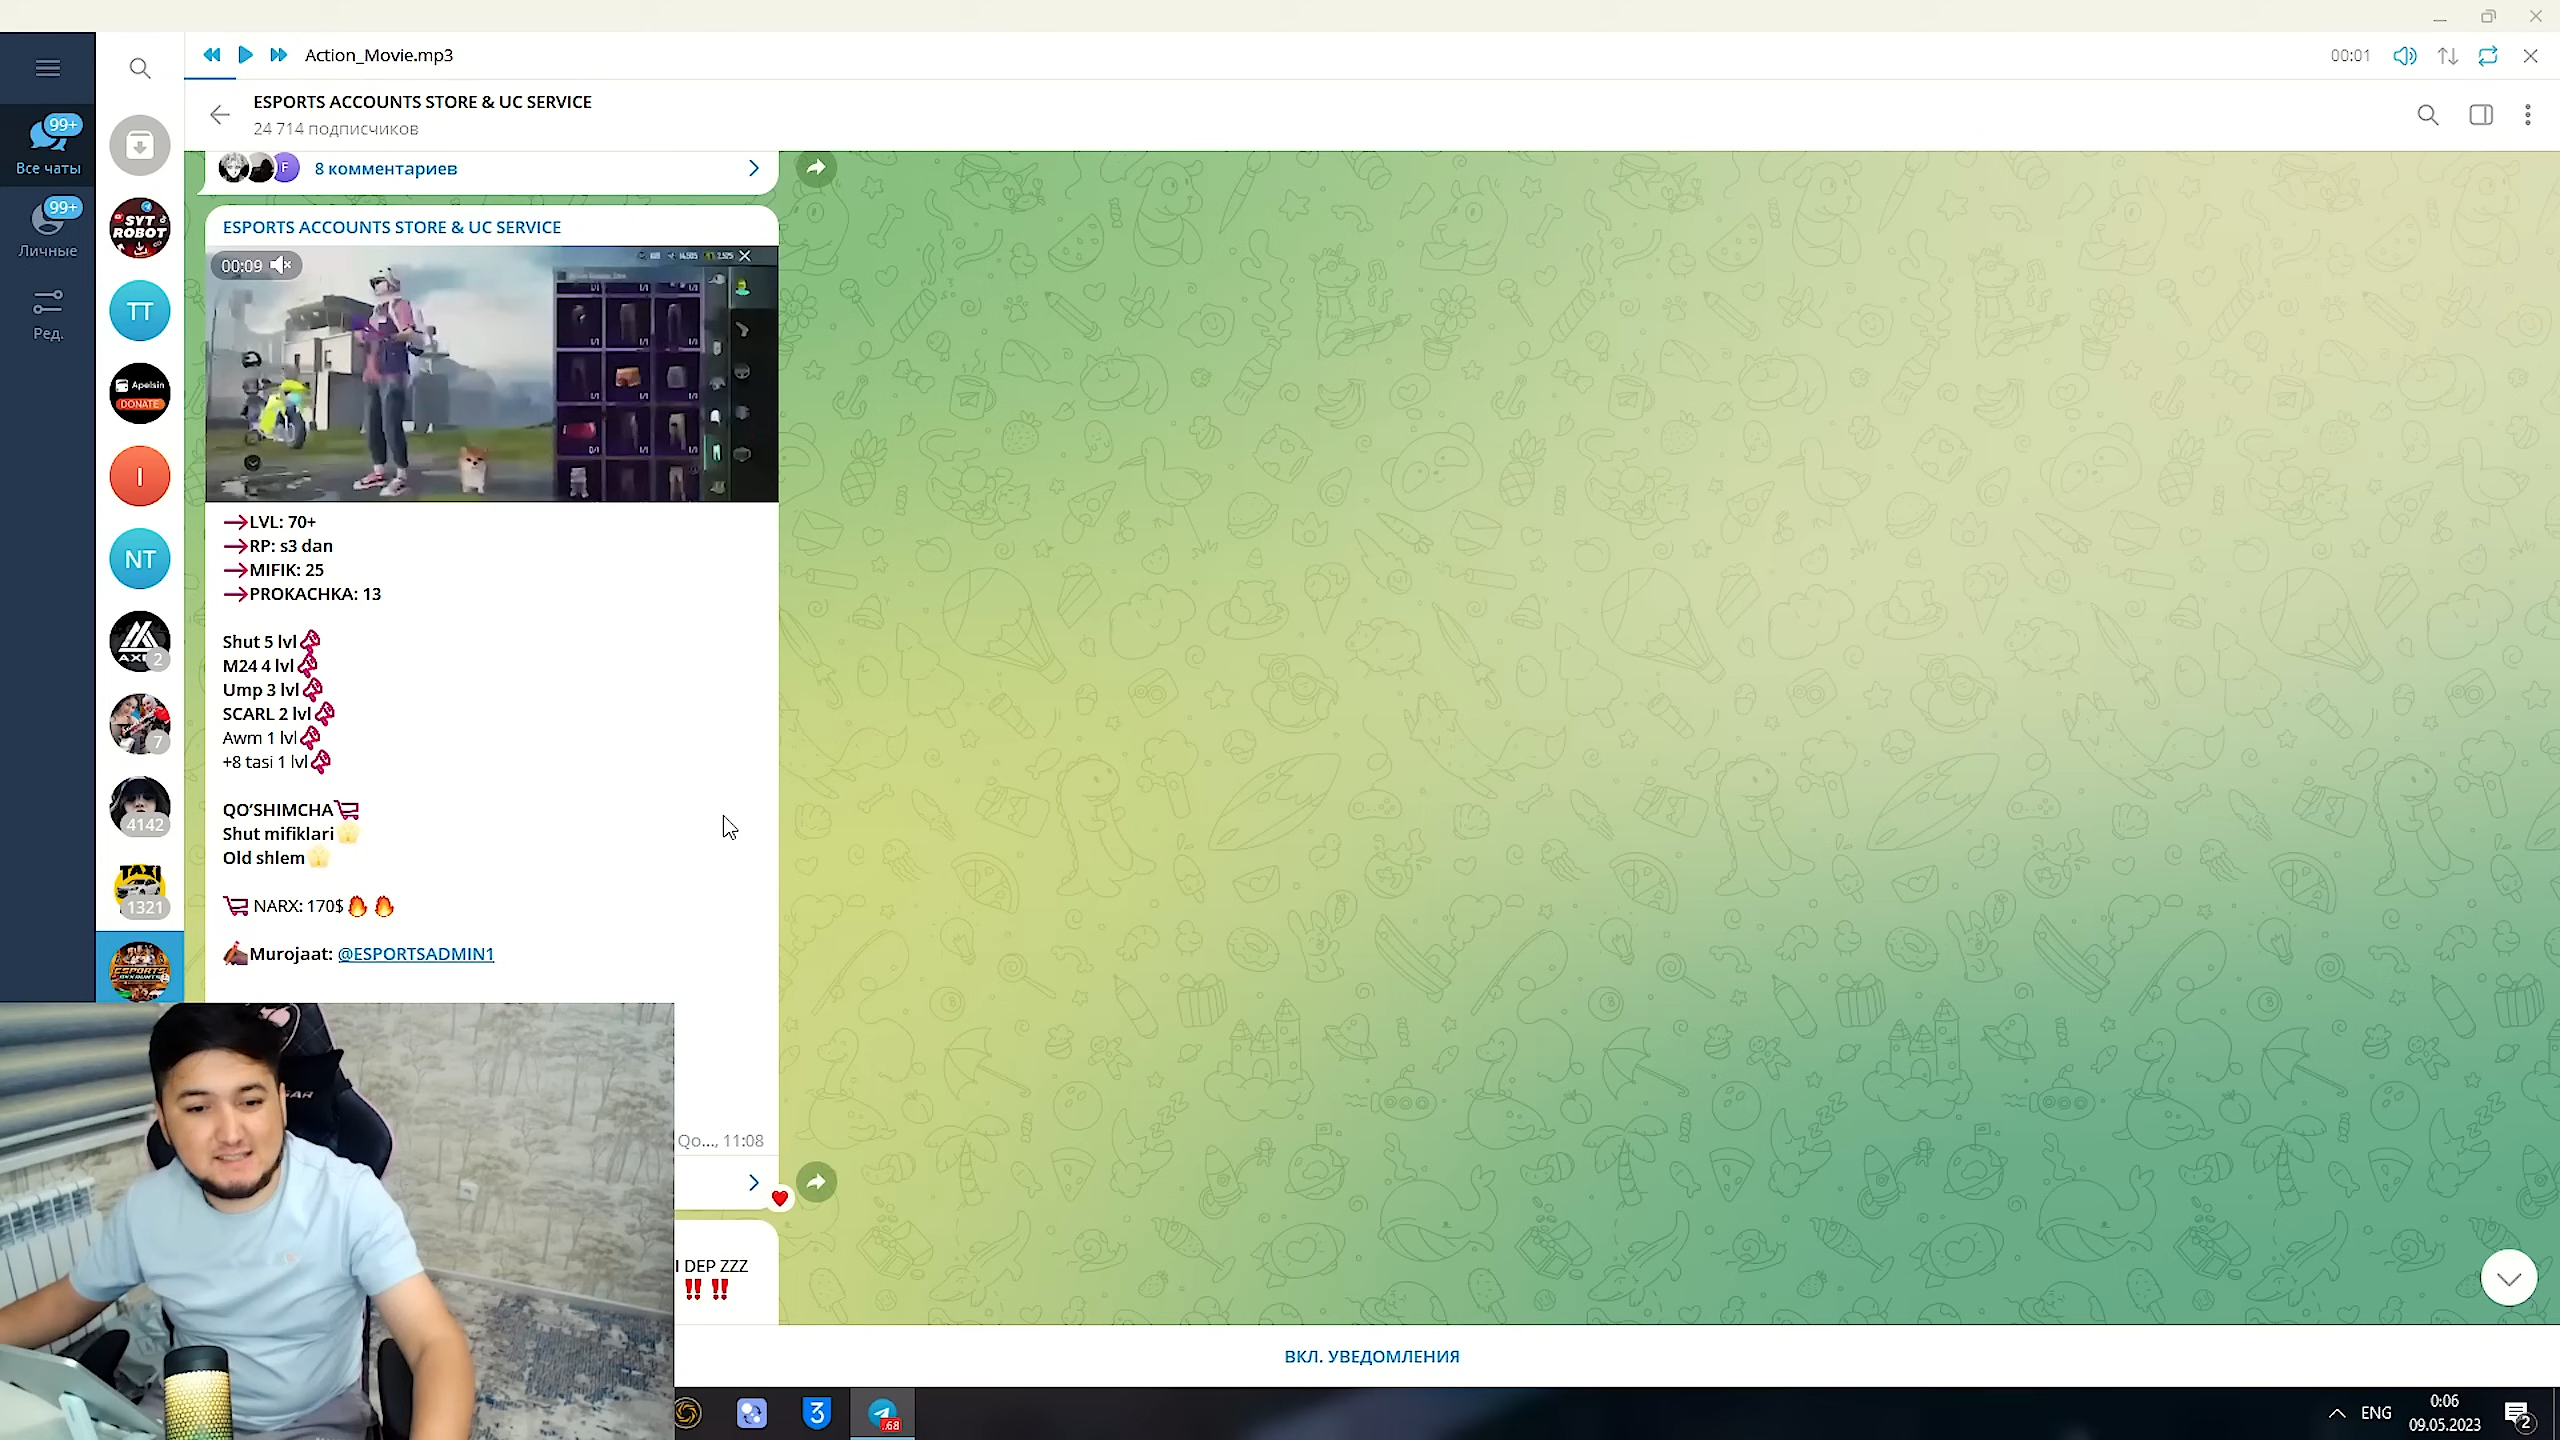 Action_Movie.mp3
00:01
ESPORTS ACCOUNTS STORE & UC SERVICE
24 714 подписчиков
99+
Все чаты
99+
Личные
Ред.
SYT
ROBOT
TT
Apelsin
DONATE
I
NT
2
7
4142
TAXI
1321
ESPORTS
F
8 комментариев
ESPORTS ACCOUNTS STORE & UC SERVICE
00:09
LVL: 70+
RP: s3 dan
MIFIK: 25
PROKACHKA: 13
Shut 5 lvl
M24 4 lvl
Ump 3 lvl
SCARL 2 lvl
Awm 1 lvl
+8 tasi 1 lvl
QO'SHIMCHA
Shut mifiklari
Old shlem
NARX: 170$
Murojaat: @ESPORTSADMIN1
Qo..., 11:08
I DEP ZZZ
‼️ ‼️
ВКЛ. УВЕДОМЛЕНИЯ
3
.68
ENG
0:06
09.05.2023
2